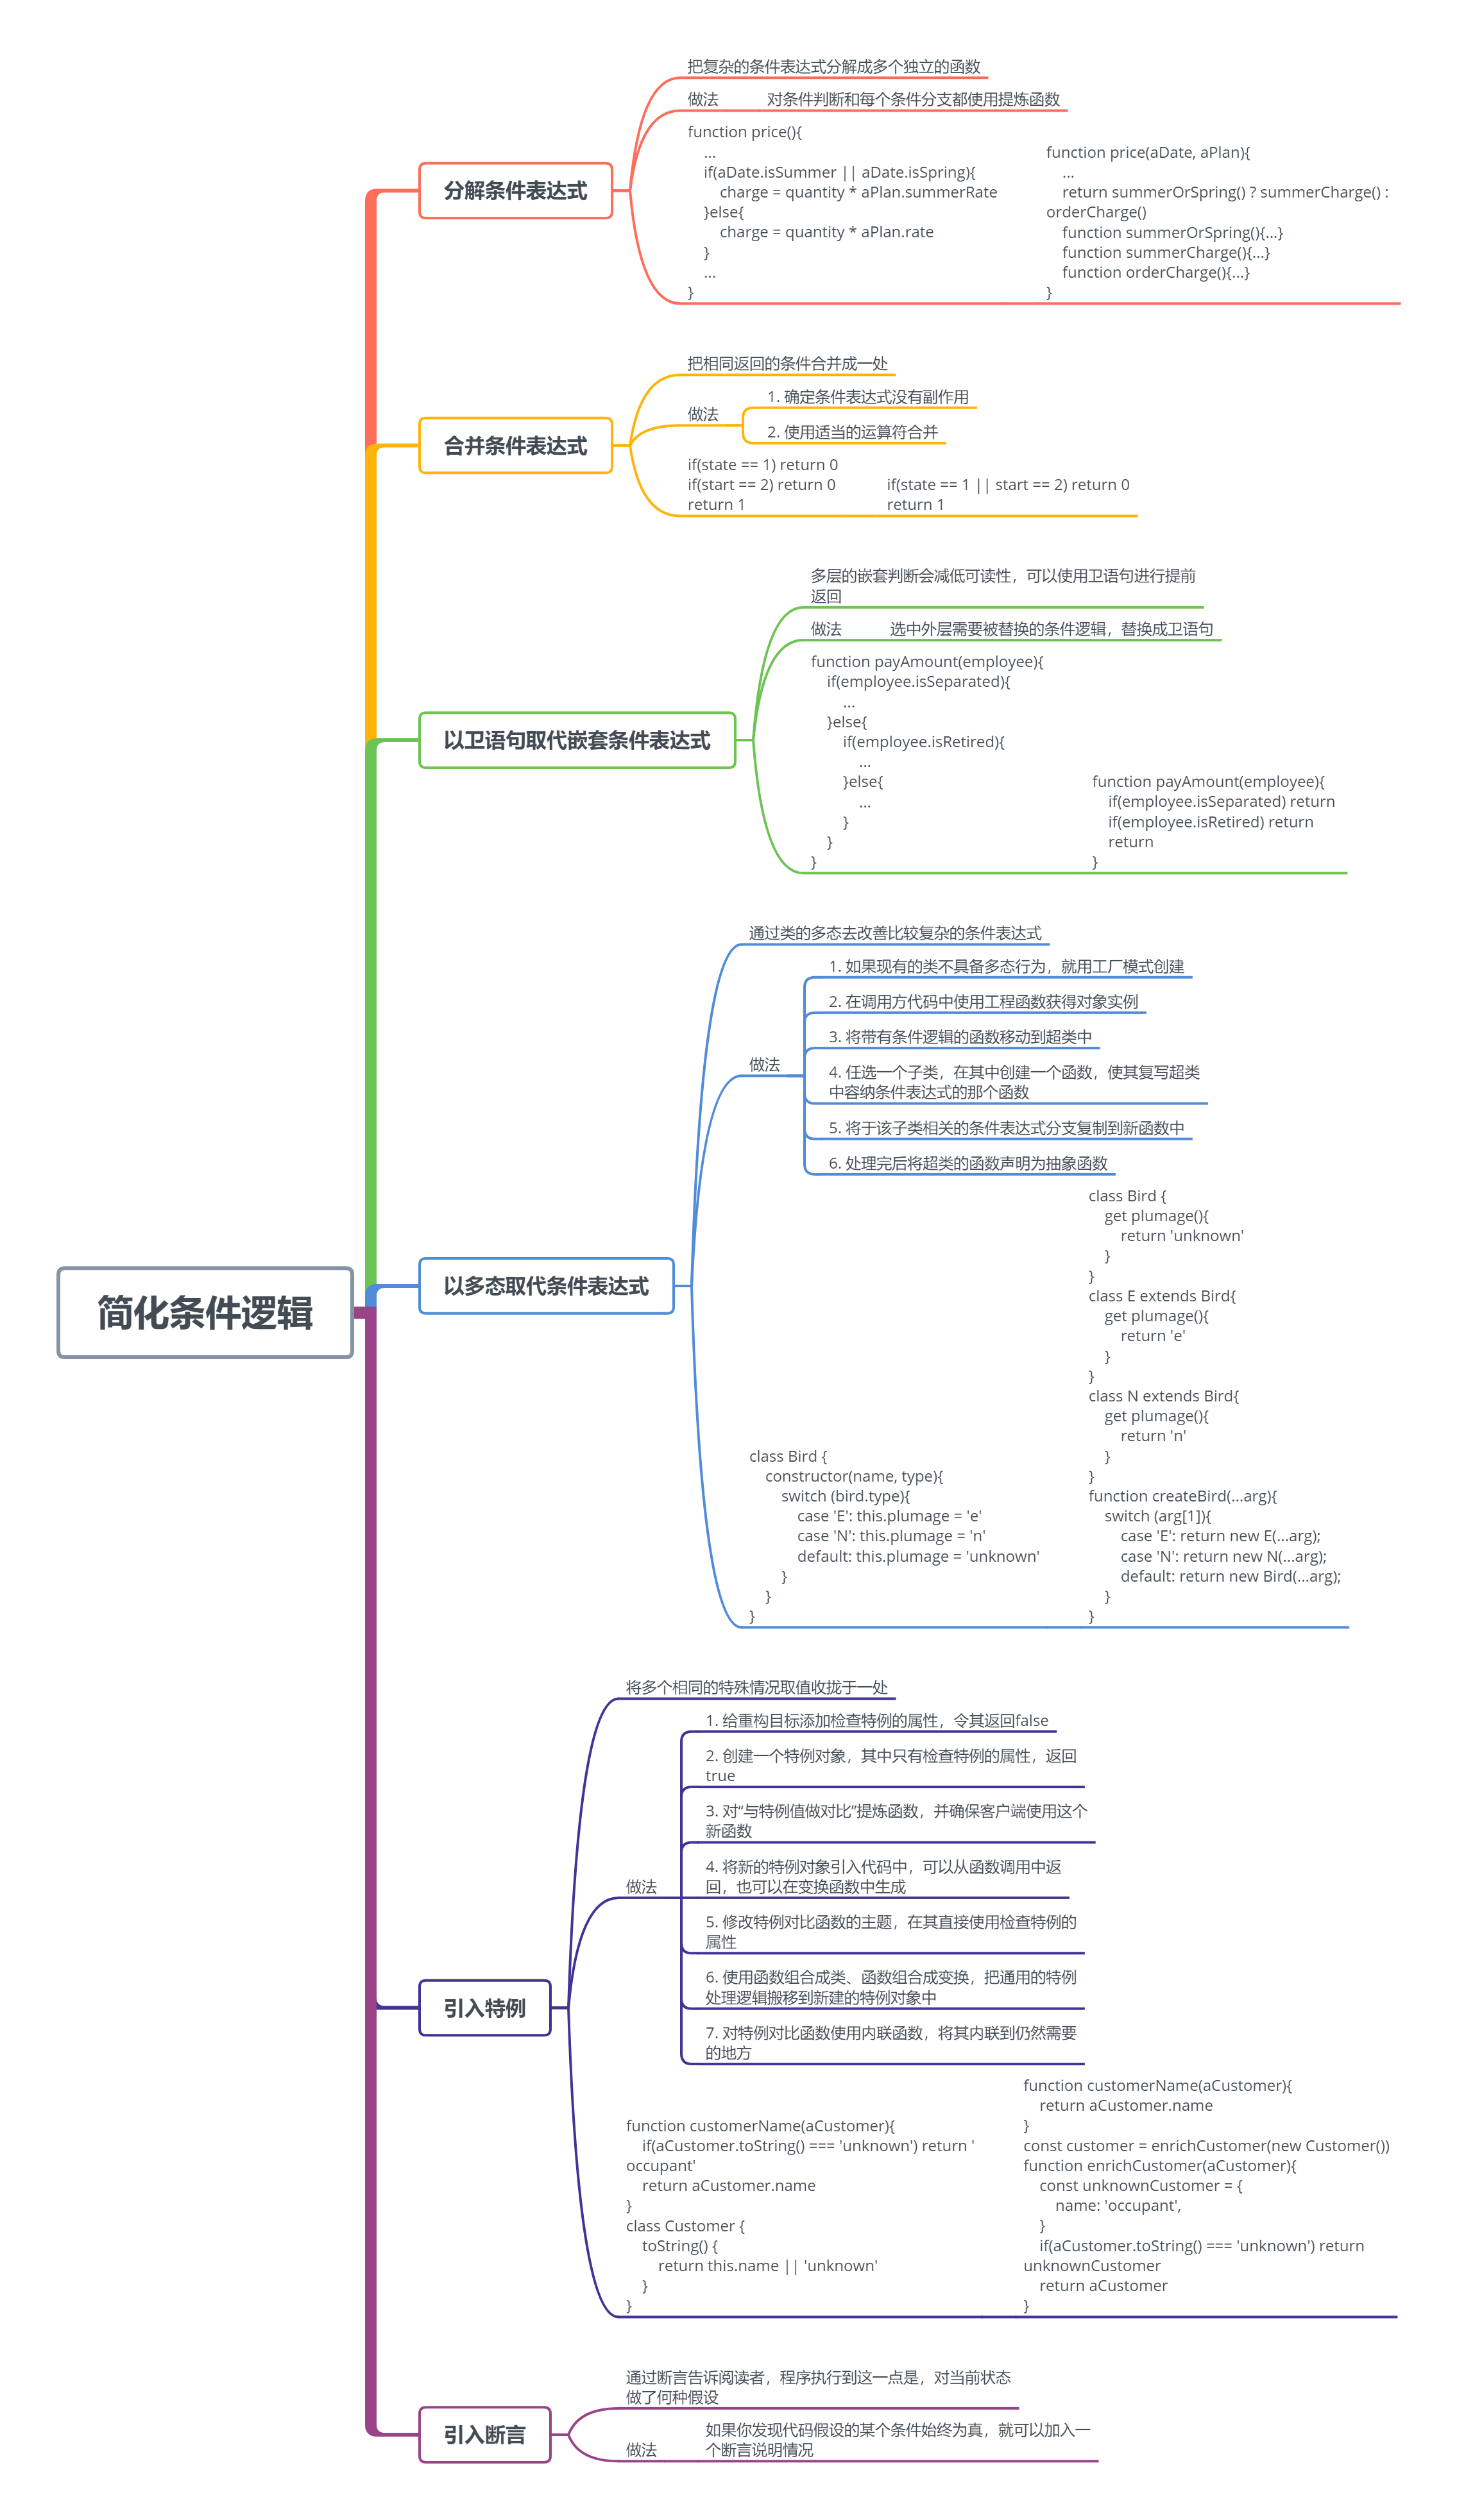 简化条件逻辑
分解条件表达式
把复杂的条件表达式分解成多个独立的函数
做法
对条件判断和每个条件分支都使用提炼函数
function price(){
...
if(aDate.isSummer || aDate.isSpring){
charge = quantity * aPlan.summerRate
}else{
charge = quantity * aPlan.rate
}
...
}
function price(aDate, aPlan){
...
return summerOrSpring() ? summerCharge() :
orderCharge()
function summerOrSpring(){...}
function summerCharge(){...}
function orderCharge(){...}
}
合并条件表达式
把相同返回的条件合并成一处
做法
1. 确定条件表达式没有副作用
2. 使用适当的运算符合并
if(state == 1) return 0
if(start == 2) return 0
return 1
if(state == 1 || start == 2) return 0
return 1
以卫语句取代嵌套条件表达式
多层的嵌套判断会减低可读性，可以使用卫语句进行提前
返回
做法
选中外层需要被替换的条件逻辑，替换成卫语句
function payAmount(employee){
if(employee.isSeparated){
...
}else{
if(employee.isRetired){
...
}else{
...
}
}
}
function payAmount(employee){
if(employee.isSeparated) return
if(employee.isRetired) return
return
}
以多态取代条件表达式
通过类的多态去改善比较复杂的条件表达式
做法
1. 如果现有的类不具备多态行为，就用工厂模式创建
2. 在调用方代码中使用工程函数获得对象实例
3. 将带有条件逻辑的函数移动到超类中
4. 任选一个子类，在其中创建一个函数，使其复写超类
中容纳条件表达式的那个函数
5. 将于该子类相关的条件表达式分支复制到新函数中
6. 处理完后将超类的函数声明为抽象函数
class Bird {
constructor(name, type){
switch (bird.type){
case 'E': this.plumage = 'e'
case 'N': this.plumage = 'n'
default: this.plumage = 'unknown'
}
}
}
class Bird {
get plumage(){
return 'unknown'
}
}
class E extends Bird{
get plumage(){
return 'e'
}
}
class N extends Bird{
get plumage(){
return 'n'
}
}
function createBird(...arg){
switch (arg[1]){
case 'E': return new E(...arg);
case 'N': return new N(...arg);
default: return new Bird(...arg);
}
}
引入特例
将多个相同的特殊情况取值收拢于一处
做法
1. 给重构目标添加检查特例的属性，令其返回false
2. 创建一个特例对象，其中只有检查特例的属性，返回
true
3. 对“与特例值做对比”提炼函数，并确保客户端使用这个
新函数
4. 将新的特例对象引入代码中，可以从函数调用中返
回，也可以在变换函数中生成
5. 修改特例对比函数的主题，在其直接使用检查特例的
属性
6. 使用函数组合成类、函数组合成变换，把通用的特例
处理逻辑搬移到新建的特例对象中
7. 对特例对比函数使用内联函数，将其内联到仍然需要
的地方
function customerName(aCustomer){
if(aCustomer.toString() === 'unknown') return '
occupant'
return aCustomer.name
}
class Customer {
toString() {
return this.name || 'unknown'
}
}
function customerName(aCustomer){
return aCustomer.name
}
const customer = enrichCustomer(new Customer())
function enrichCustomer(aCustomer){
const unknownCustomer = {
name: 'occupant',
}
if(aCustomer.toString() === 'unknown') return
unknownCustomer
return aCustomer
}
引入断言
通过断言告诉阅读者，程序执行到这一点是，对当前状态
做了何种假设
做法
如果你发现代码假设的某个条件始终为真，就可以加入一
个断言说明情况